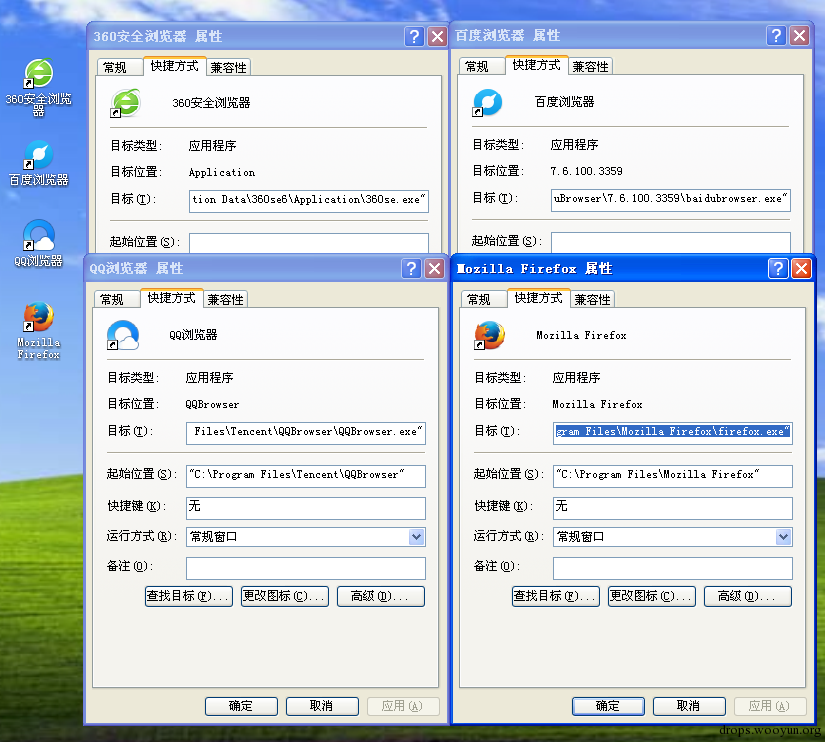 360安全浏览
器
百度浏览器
QQ浏览器
Mozilla
Firefox
360安全浏览器 属性
常规 快捷方式 兼容性
360安全浏览器
目标类型: 应用程序
目标位置: Application
目标(T): tion Data\360se6\Application\360se.exe"
起始位置(S):
百度浏览器 属性
常规 快捷方式 兼容性
百度浏览器
目标类型: 应用程序
目标位置: 7.6.100.3359
目标(T): uBrowser\7.6.100.3359\baidubrowser.exe"
起始位置(S):
QQ浏览器 属性
常规 快捷方式 兼容性
QQ浏览器
目标类型: 应用程序
目标位置: QQBrowser
目标(T): Files\Tencent\QQBrowser\QQBrowser.exe"
起始位置(S): "C:\Program Files\Tencent\QQBrowser"
快捷键(K): 无
运行方式(R): 常规窗口
备注(O):
查找目标(F)... 更改图标(C)... 高级(D)...
确定 取消 应用(A)
Mozilla Firefox 属性
常规 快捷方式 兼容性
Mozilla Firefox
目标类型: 应用程序
目标位置: Mozilla Firefox
目标(T): gram Files\Mozilla Firefox\firefox.exe"
起始位置(S): "C:\Program Files\Mozilla Firefox"
快捷键(K): 无
运行方式(R): 常规窗口
备注(O):
查找目标(F)... 更改图标(C)... 高级(D)...
确定 取消 应用(A)
drops.wooyun.org